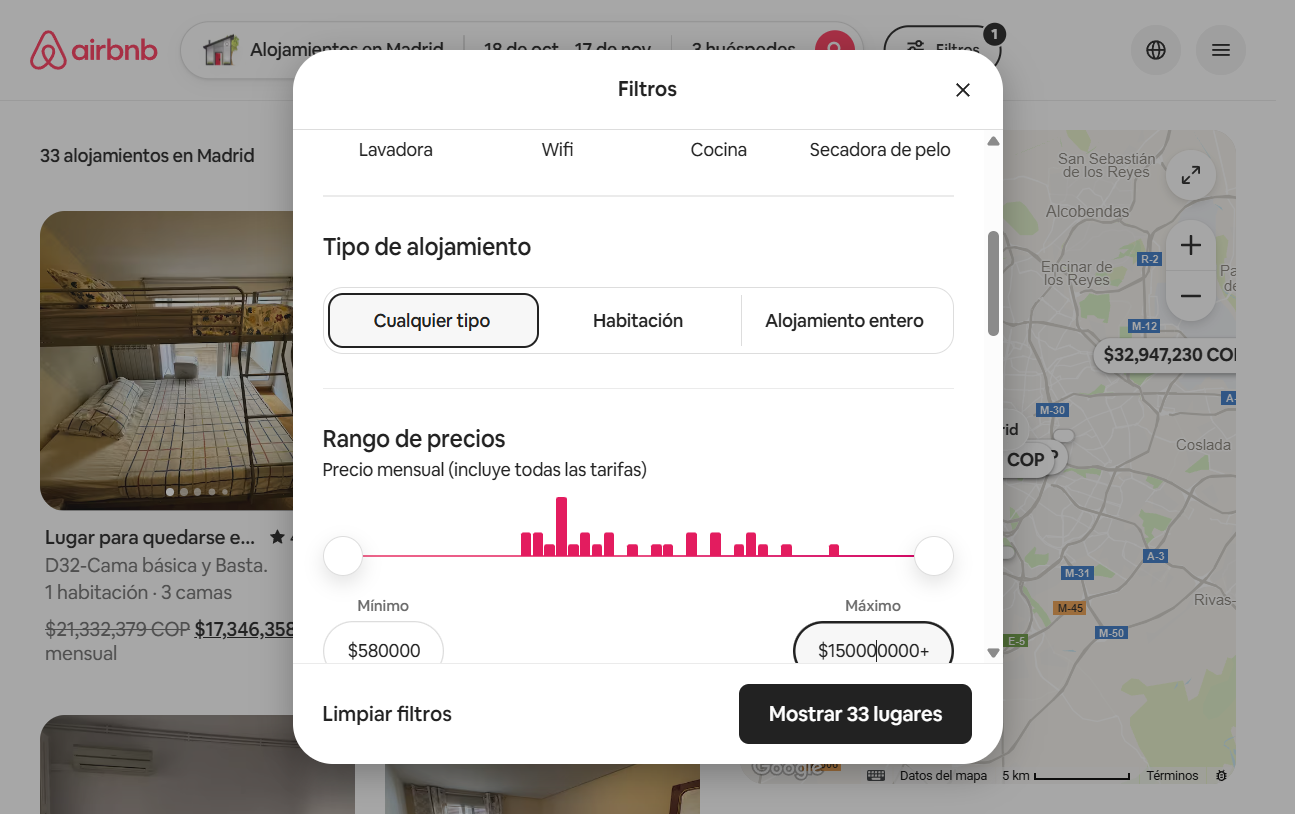 airbnb
Alojamientos en Madrid
18 de oct
17 de nov
3 huéspedes
Filtros
1
33 alojamientos en Madrid
Filtros
Lavadora
Wifi
Cocina
Secadora de pelo
Tipo de alojamiento
Cualquier tipo
Habitación
Alojamiento entero
Rango de precios
Precio mensual (incluye todas las tarifas)
Mínimo
Máximo
$580000
$150000000+
Limpiar filtros
Mostrar 33 lugares
Lugar para quedarse e...
D32-Cama básica y Basta.
1 habitación · 3 camas
$21,332,379 COP $17,346,358
mensual
San Sebastián
de los Reyes
Alcobendas
R-2
Encinar de
los Reyes
M-12
$32,947,230 COP
M-30
Coslada
COP
A-3
M-31
M-45
Rivas-
M-50
E-5
Google
Datos del mapa
5 km
Términos